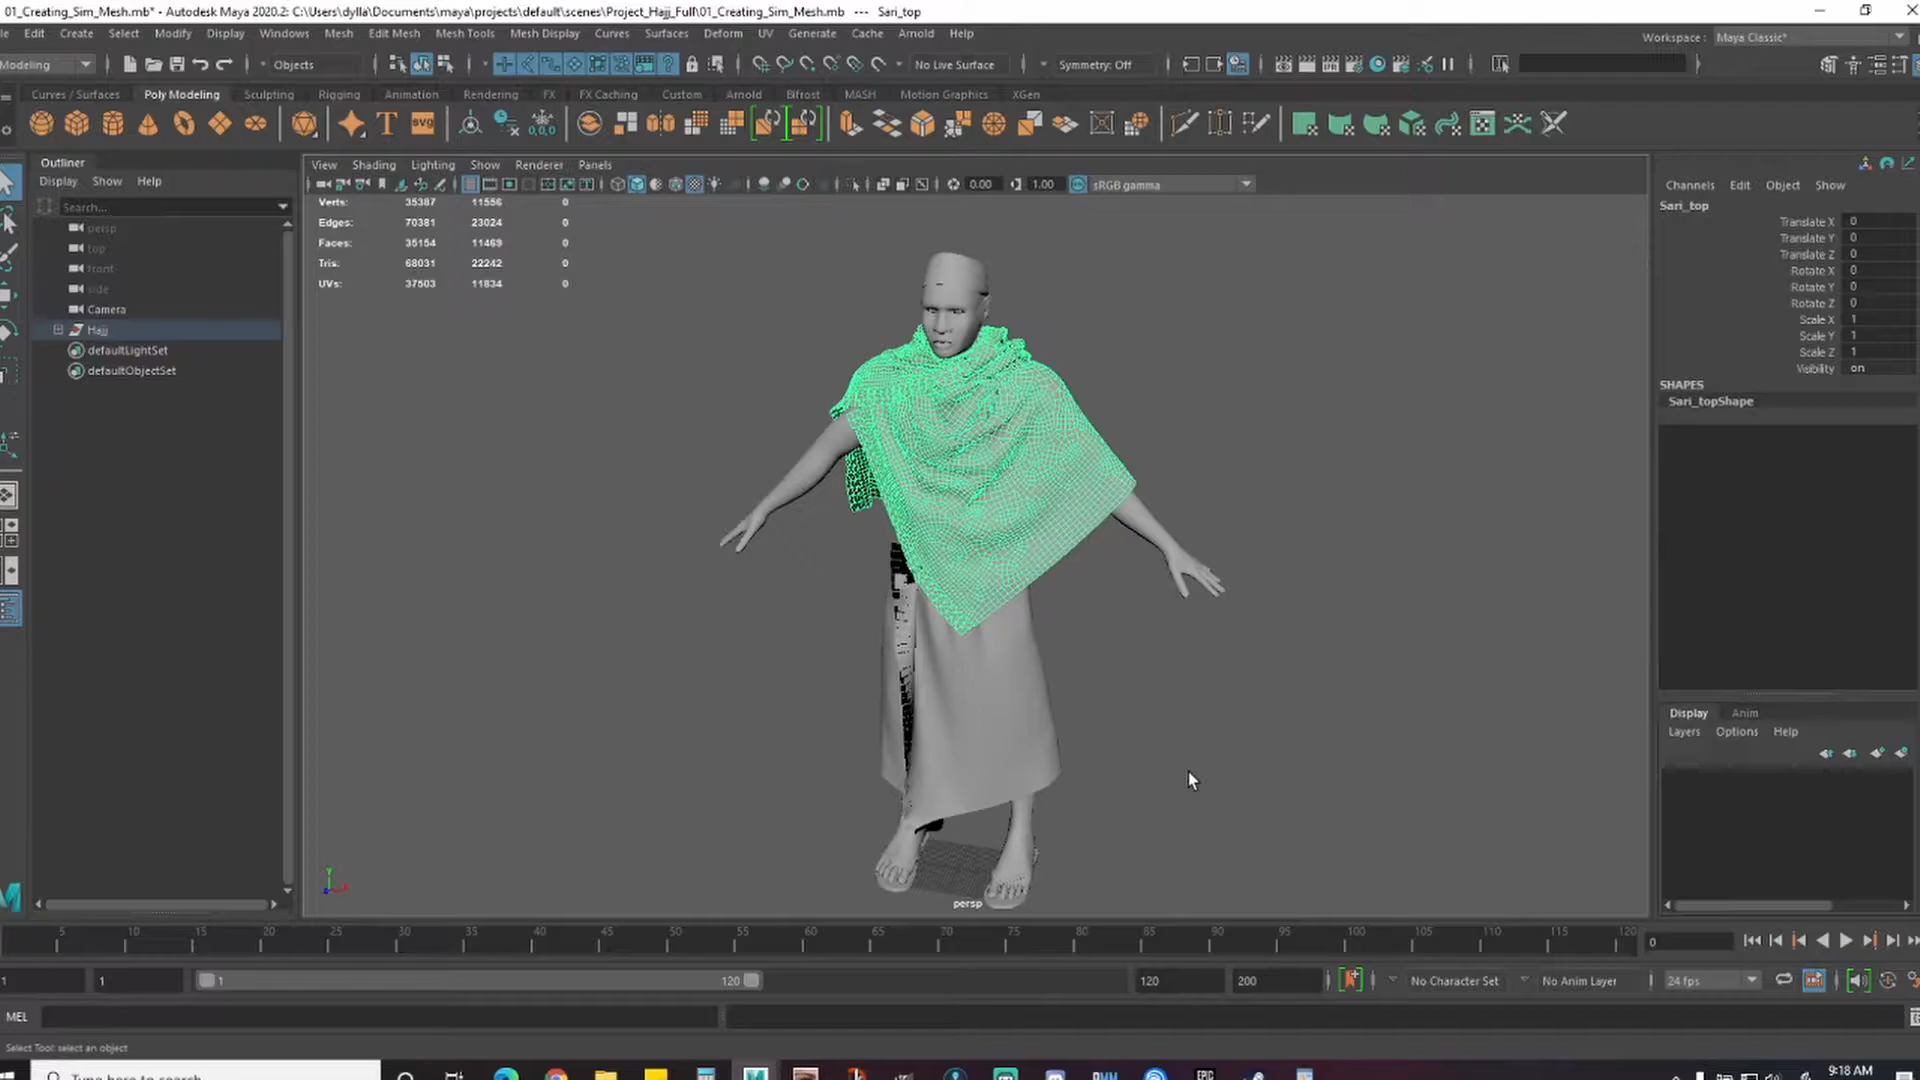 01_Creating_Sim_Mesh.mb* - Autodesk Maya 2020.2: C:\Users\dylla\Documents\maya\projects\default\scenes\Project_Hajj_Full\01_Creating_Sim_Mesh.mb --- Sari_top
Edit Create Select Modify Display Windows Mesh Edit Mesh Mesh Tools Mesh Display Curves Surfaces Deform UV Generate Cache Arnold Help
Workspace: Maya Classic*
Modeling Objects No Live Surface Symmetry: Off
Curves / Surfaces Poly Modeling Sculpting Rigging Animation Rendering FX FX Caching Custom Arnold Bifrost MASH Motion Graphics XGen
T SVG 0,0,0
Outliner
Display Show Help
Search...
persp
top
front
side
Camera
Hajj
defaultLightSet
defaultObjectSet
View Shading Lighting Show Renderer Panels
0.00 1.00 sRGB gamma
Verts: 35387 11556 0
Edges: 70381 23024 0
Faces: 35154 11469 0
Tris: 68031 22242 0
UVs: 37503 11834 0
persp
Channels Edit Object Show
Sari_top
Translate X 0
Translate Y 0
Translate Z 0
Rotate X 0
Rotate Y 0
Rotate Z 0
Scale X 1
Scale Y 1
Scale Z 1
Visibility on
SHAPES
Sari_topShape
Display Anim
Layers Options Help
5 10 15 20 25 30 35 40 45 50 55 60 65 70 75 80 85 90 95 100 105 110 115 120 0
1 1 1 120 120 200 No Character Set No Anim Layer 24 fps
MEL
Select Tool: select an object
Type here to search
9:18 AM